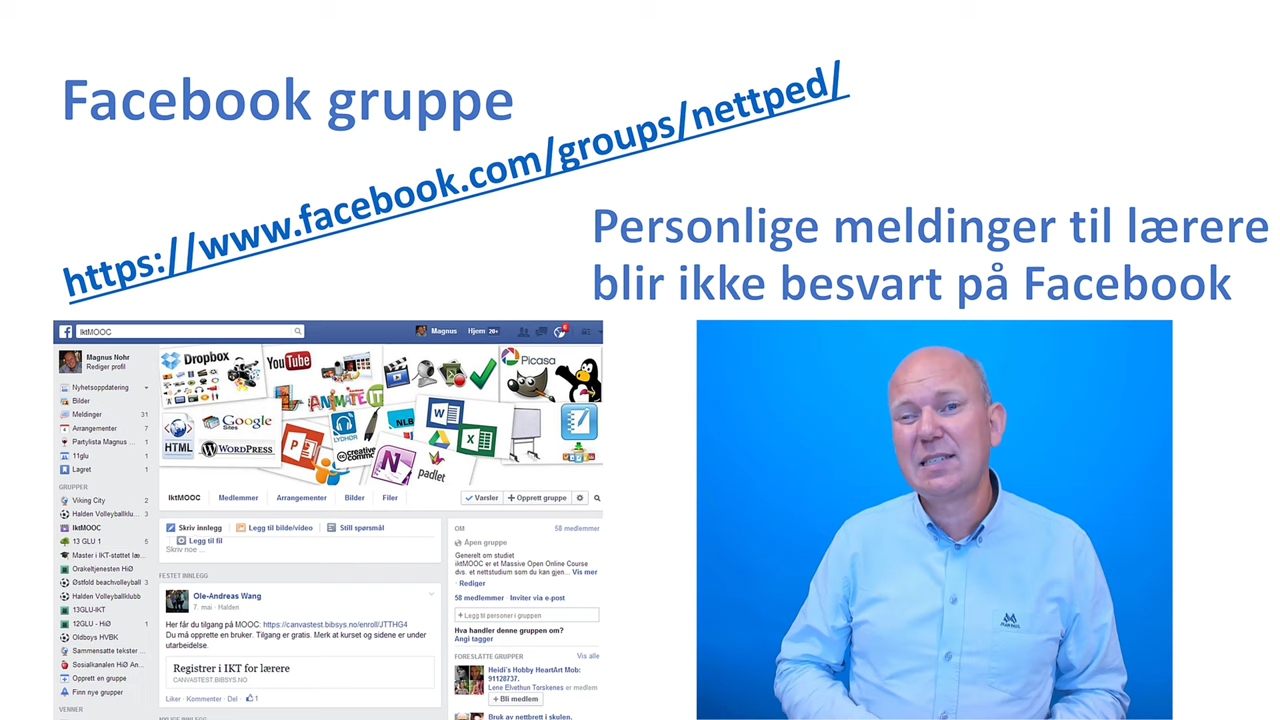 Facebook gruppe
https://www.facebook.com/groups/nettped/
Personlige meldinger til lærere
blir ikke besvart på Facebook
IktMOOC
Magnus
Hjem 20+
6
Magnus Nohr
Rediger profil
Nyhetsoppdatering
Bilder
Meldinger 31
Arrangementer 7
Partylista Magnus ... 1
11glu 1
Lagret 1
GRUPPER
Viking City 2
Halden Volleyballklu... 3
IktMOOC
13 GLU 1 5
Master i IKT-støttet læ...
Orakeltjenesten HiØ
Østfold beachvolleyball 3
Halden Volleyballklubb
13GLU-IKT
12GLU - HiØ 1
Oldboys HVBK
Sammensatte tekster ...
Sosialkanalen HiØ An...
Opprett en gruppe
Finn nye grupper
VENNER
Dropbox
YouTube
Picasa
ANIMATE IT
Google
Sites
HTML
WORDPRESS
LYDHØR
NLB
creative
commons
padlet
IktMOOC Medlemmer Arrangementer Bilder Filer
Varsler + Opprett gruppe
Skriv innlegg Legg til bilde/video Still spørsmål
Legg til fil
Skriv noe ...
FESTET INNLEGG
Ole-Andreas Wang
7. mai · Halden
Her får du tilgang på MOOC: https://canvastest.bibsys.no/enroll/JTTHG4
Du må opprette en bruker. Tilgang er gratis. Merk at kurset og sidene er under
utarbeidelse.
Registrer i IKT for lærere
CANVASTEST.BIBSYS.NO
Liker · Kommenter · Del · 1
OM 58 medlemmer
Åpen gruppe
Generelt om studiet
iktMOOC er et Massive Open Online Course
dvs. et nettstudium som du kan gjen... Vis mer
Rediger
58 medlemmer · Inviter via e-post
+ Legg til personer i gruppen
Hva handler denne gruppen om?
Angi tagger
FORESLÅTTE GRUPPER Vis alle
Heidi's Hobby HeartArt Mob:
91128737.
Lene Elvethun Torskenes er medlem
+ Bli medlem
Bruk av nettbrett i skulen.